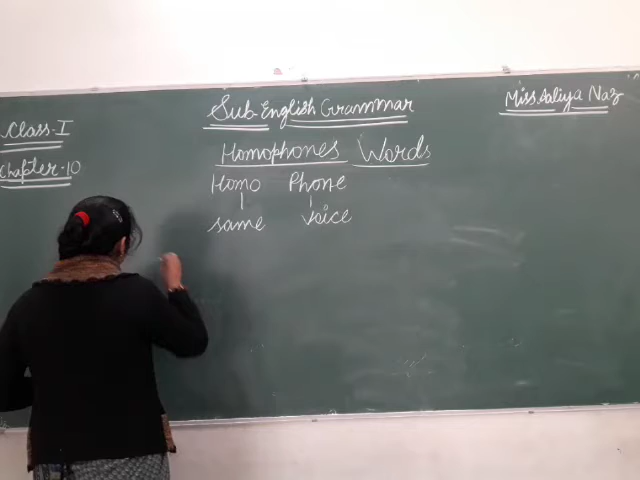 Class-I
Chapter-10
Sub-English Grammar
Miss.Aaliya Naz
Homophones Words
Homo Phone
same voice